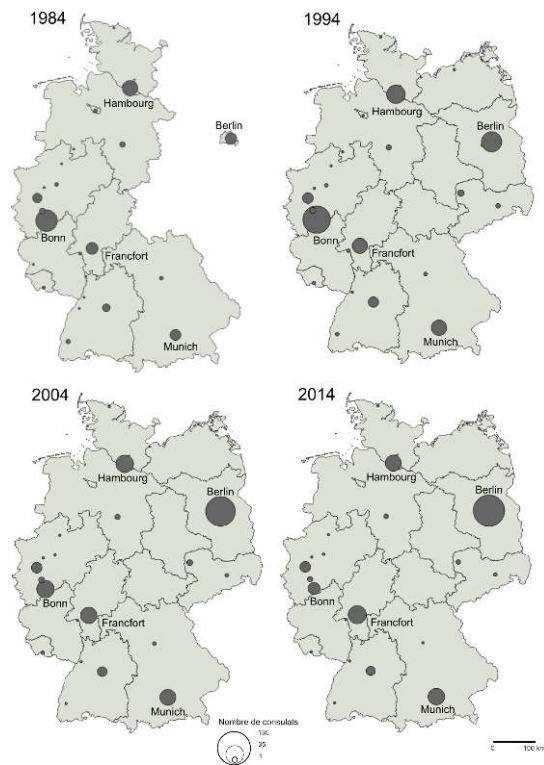 1984
Hambourg
Berlin
Bonn
Francfort
Munich
1994
Hambourg
Berlin
Bonn
Francfort
Munich
2004
Hambourg
Berlin
Bonn
Francfort
Munich
2014
Hambourg
Berlin
Bonn
Francfort
Munich
Nombre de consulats
35
1
0 100 km